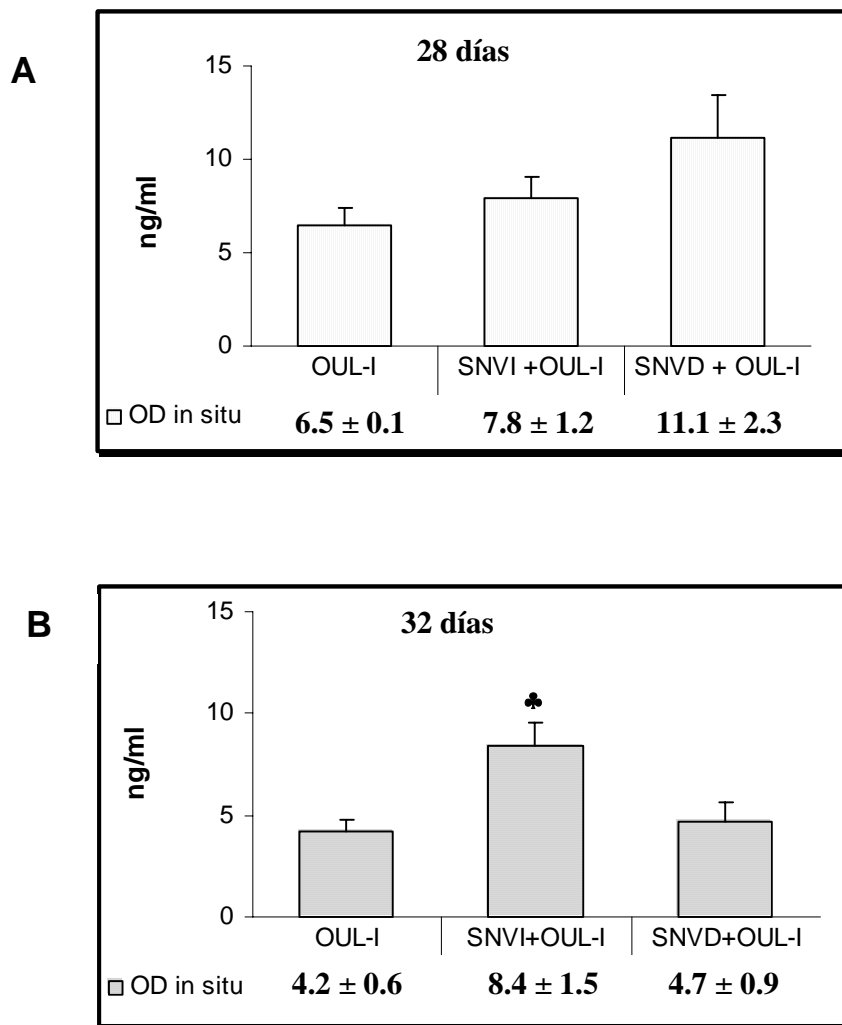 A
28 días
15
10
5
0
ng/ml
OUL-I SNVI +OUL-I SNVD + OUL-I
OD in situ 6.5 ± 0.1 7.8 ± 1.2 11.1 ± 2.3
B
32 días
15
10
5
0
ng/ml
♣
OUL-I SNVI+OUL-I SNVD+OUL-I
OD in situ 4.2 ± 0.6 8.4 ± 1.5 4.7 ± 0.9